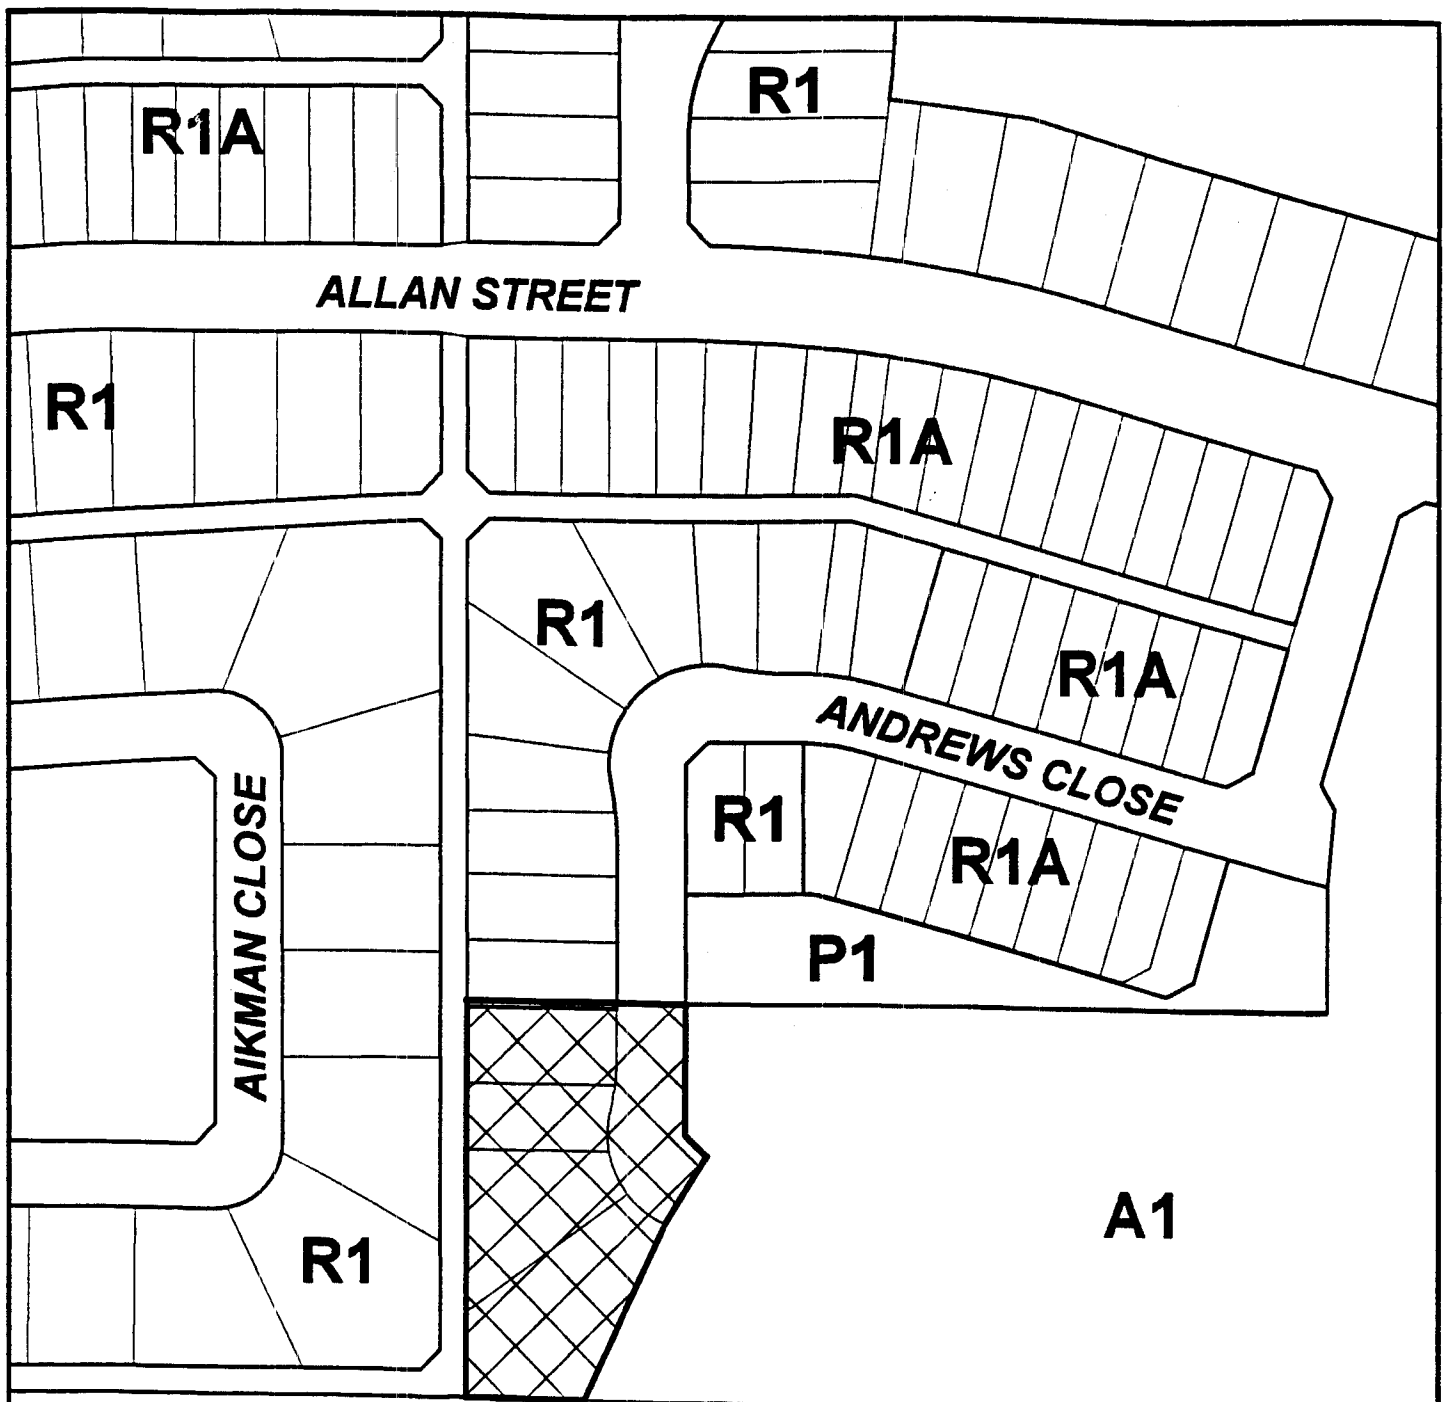 R1
R1A
ALLAN STREET
R1
R1A
R1
R1A
ANDREWS CLOSE
R1
R1A
AIKMAN CLOSE
P1
A1
R1